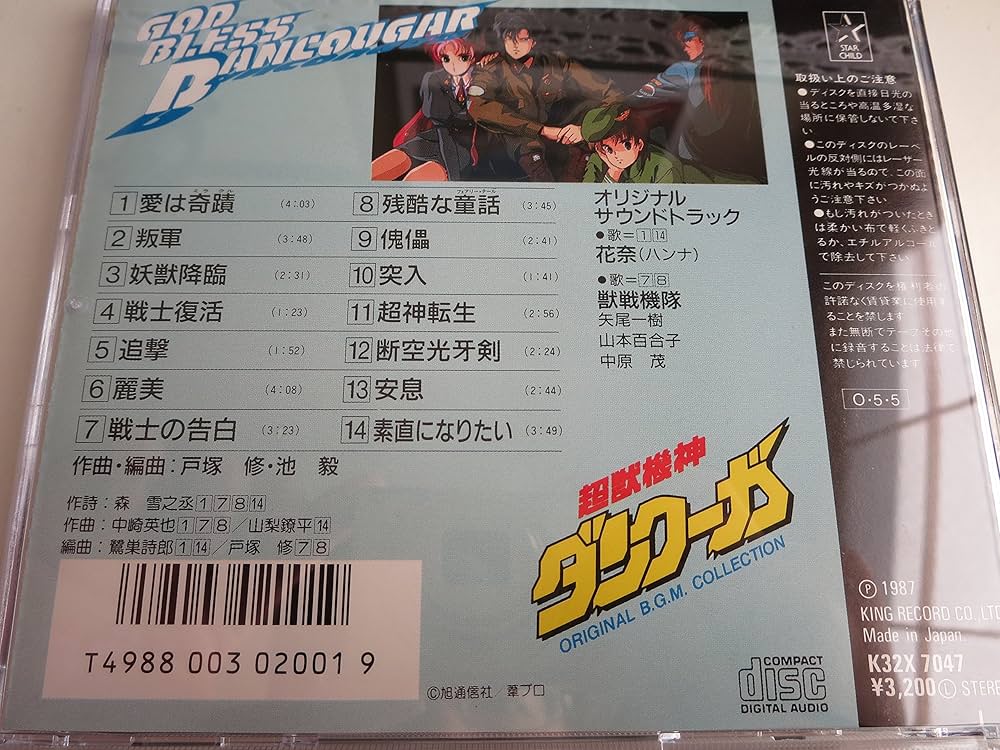 GOD
BLESS
DANCOUGAR
1 愛は奇蹟 (4:03)
ミラクル
2 叛軍 (3:48)
3 妖獣降臨 (2:31)
4 戦士復活 (1:23)
5 追撃 (1:52)
6 麗美 (4:08)
7 戦士の告白 (3:23)
8 残酷な童話 (3:45)
フェアリー・テール
9 傀儡 (2:41)
10 突入 (1:41)
11 超神転生 (2:56)
12 断空光牙剣 (2:24)
13 安息 (2:44)
14 素直になりたい (3:49)
作曲・編曲:戸塚 修・池 毅
作詩:森 雪之丞1 7 8 14
作曲:中崎英也1 7 8/山梨鐐平14
編曲:鷺巣詩郎1 14/戸塚 修7 8
オリジナル
サウンドトラック
●歌=1 14
花奈(ハンナ)
●歌=7 8
獣戦機隊
矢尾一樹
山本百合子
中原 茂
超獣機神
ダンクーガ
ORIGINAL B.G.M. COLLECTION
T4988 003 02001 9
©旭通信社/葦プロ
COMPACT
disc
DIGITAL AUDIO
STAR
CHILD
取扱い上のご注意
●ディスクを直接日光の
当るところや高温多湿な
場所に保管しないで下さ
い
●このディスクのレーベ
ルの反対側にはレーザー
光線が当るので、この面
に汚れやキズがつかぬよ
うご注意下さい
●もし汚れがついたとき
は柔かい布で軽くふきと
るか、エチルアルコール
で除去して下さい
このディスクを権利者の
許諾なく賃貸業に使用す
ることを禁じます
また無断でテープその他
に録音することは法律で
禁じられています
O・5・5
Ⓟ 1987
KING RECORD CO., LTD
Made in Japan
K32X 7047
¥3,200 Ⓛ STERE